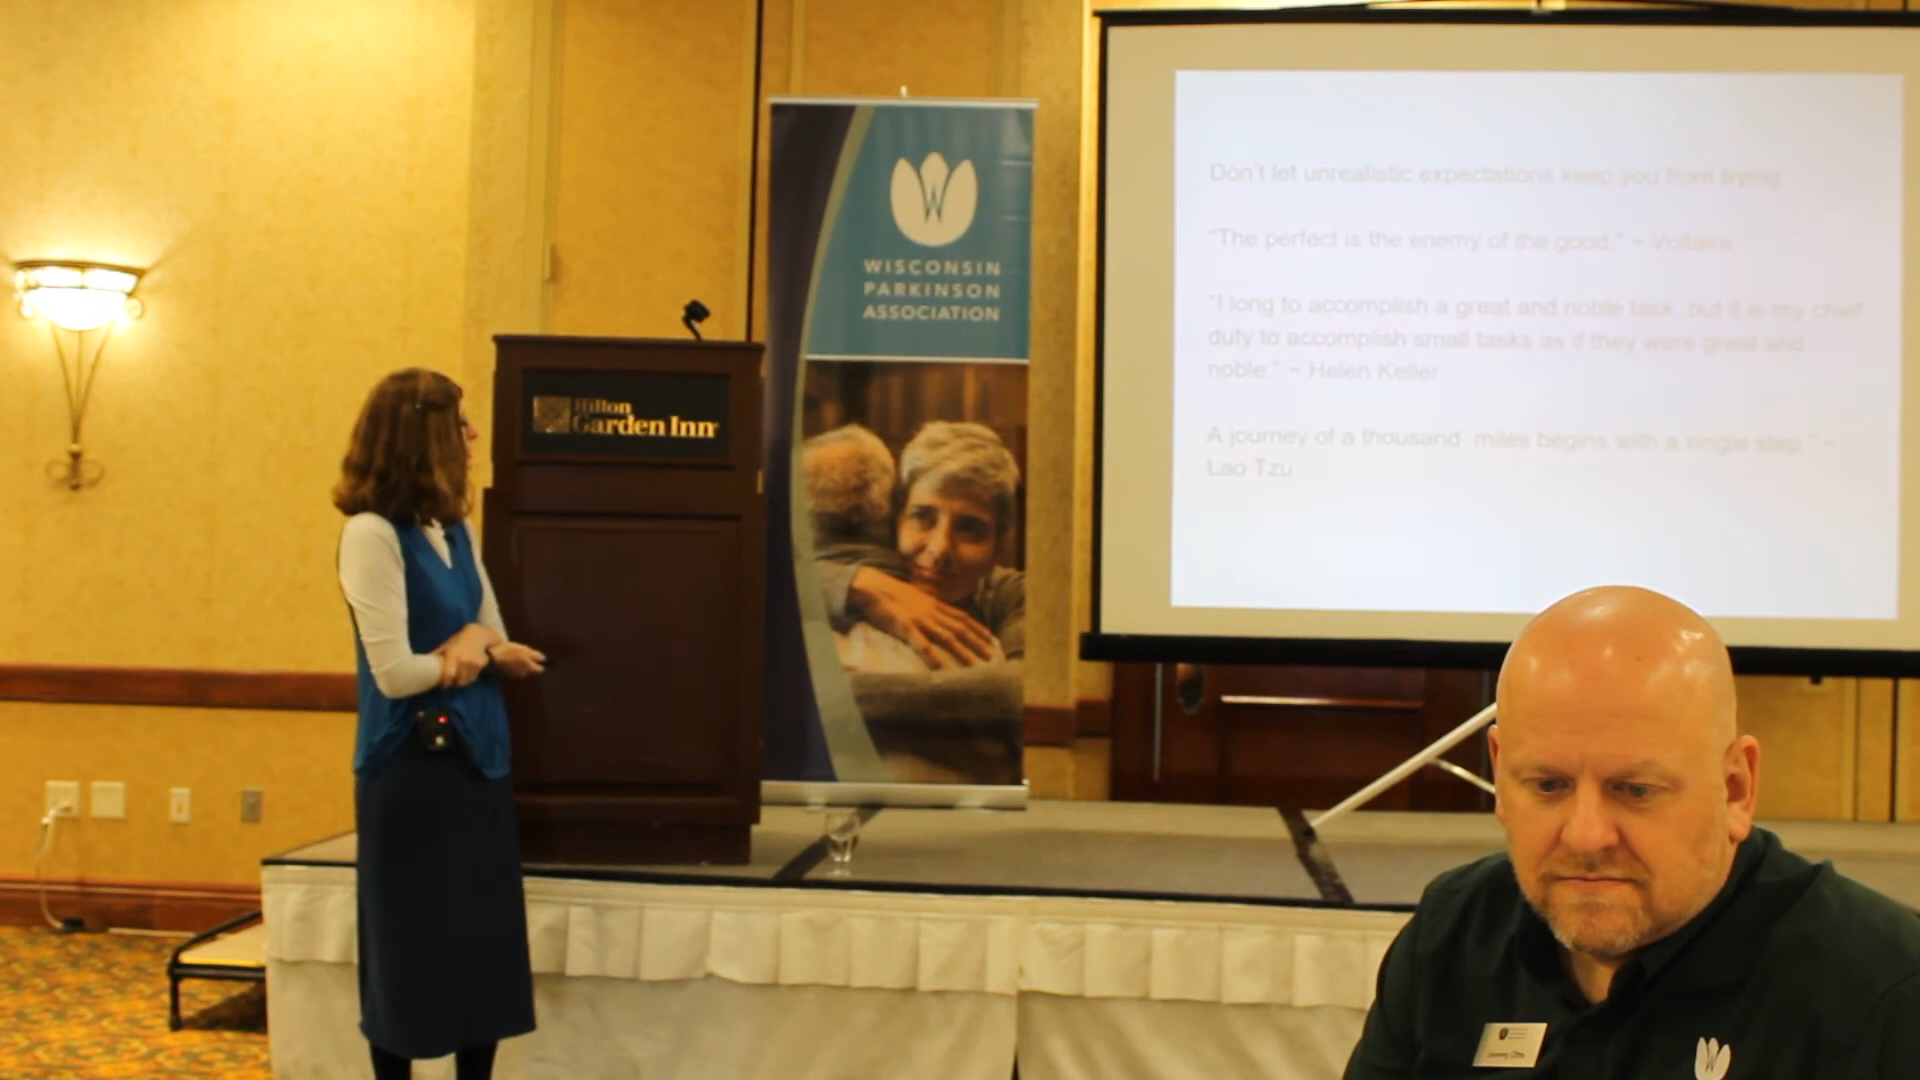 W
WISCONSIN
PARKINSON
ASSOCIATION
Hilton
Garden Inn
Don't let unrealistic expectations keep you from trying
"The perfect is the enemy of the good." ~ Voltaire
"I long to accomplish a great and noble task, but it is my chief
duty to accomplish small tasks as if they were great and
noble." ~ Helen Keller
A journey of a thousand miles begins with a single step." ~
Lao Tzu
Jeremy Otte
W